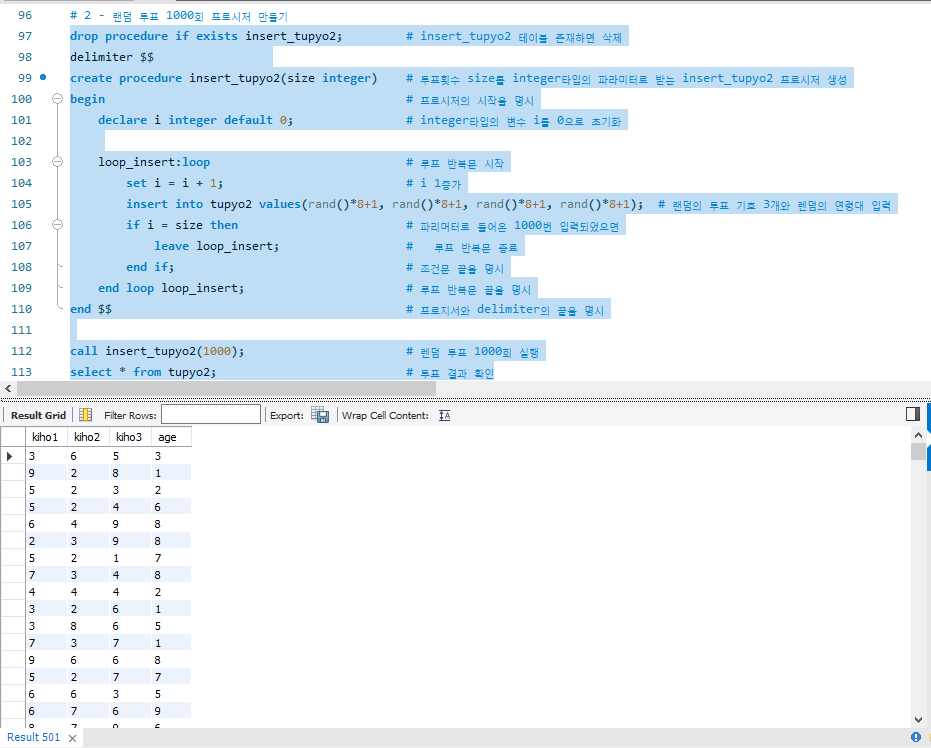 96 # 2 - 랜덤 투표 1000회 프로시저 만들기
97 drop procedure if exists insert_tupyo2; # insert_tupyo2 테이블 존재하면 삭제
98 delimiter $$
99 create procedure insert_tupyo2(size integer) # 투표횟수 size를 integer타입의 파라미터로 받는 insert_tupyo2 프로시저 생성
100 begin # 프로시저의 시작을 명시
101 declare i integer default 0; # integer타입의 변수 i를 0으로 초기화
102
103 loop_insert:loop # 루프 반복문 시작
104 set i = i + 1; # i 1증가
105 insert into tupyo2 values(rand()*8+1, rand()*8+1, rand()*8+1, rand()*8+1); # 랜덤의 투표 기호 3개와 랜덤의 연령대 입력
106 if i = size then # 파리머터로 들어온 1000번 입력되었으면
107 leave loop_insert; # 루프 반복문 종료
108 end if; # 조건문 끝을 명시
109 end loop loop_insert; # 루프 반복문 끝을 명시
110 end $$ # 프로지서와 delimiter의 끝을 명시
111
112 call insert_tupyo2(1000); # 렌덤 투표 1000회 실행
113 select * from tupyo2; # 투표 결과 확인
Result Grid Filter Rows: Export: Wrap Cell Content: IA
kiho1 kiho2 kiho3 age
3 6 5 3
9 2 8 1
5 2 3 2
5 2 4 6
6 4 9 8
2 3 9 8
5 2 1 7
7 3 4 8
4 4 4 2
3 2 6 1
3 8 6 5
7 3 7 1
9 6 6 8
5 2 7 7
6 6 3 5
6 7 6 9
Result 501